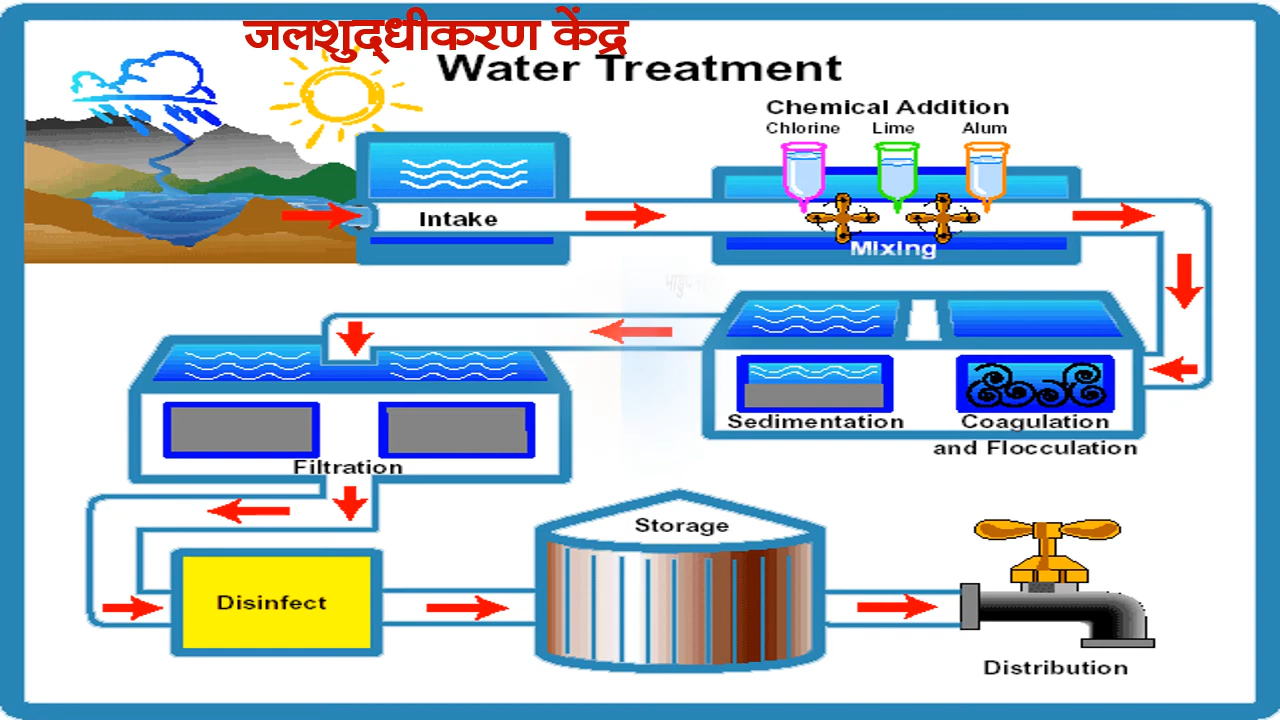 जलशुद्धीकरण केंद्र
Water Treatment
Chemical Addition
Chlorine Lime Alum
Intake
Mixing
Sedimentation
Coagulation
and Flocculation
Filtration
Storage
Disinfect
Distribution